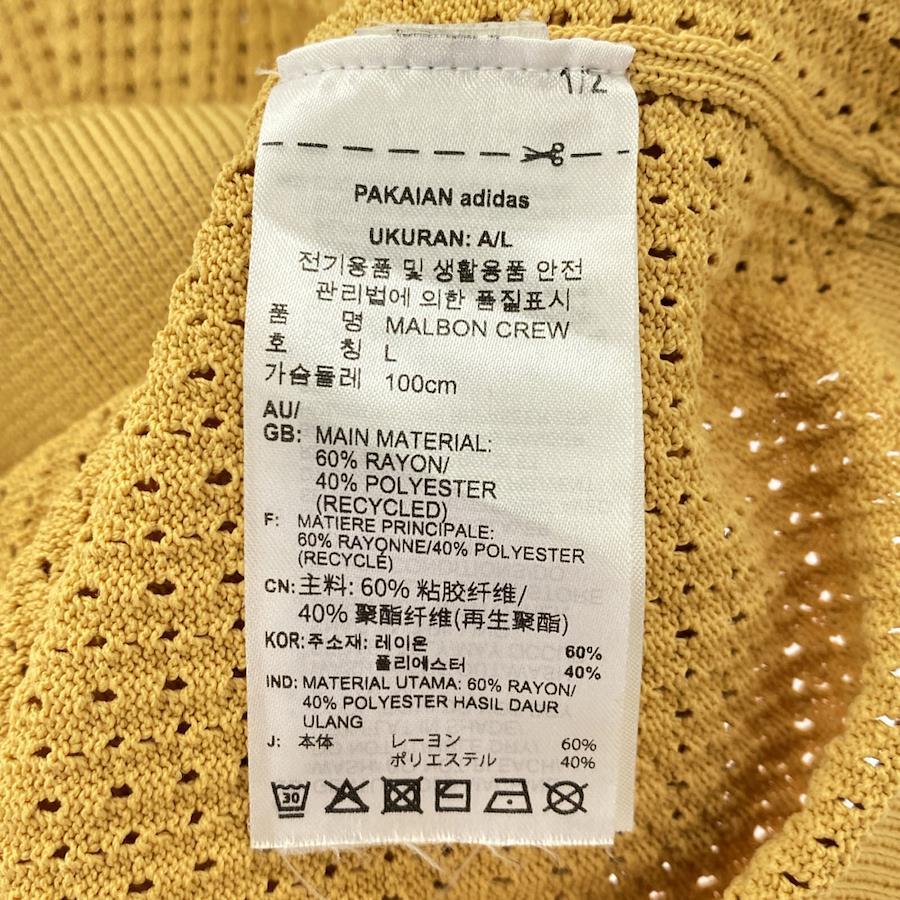 1/2
PAKAIAN adidas
UKURAN: A/L
전기용품 및 생활용품 안전
관리법에 의한 품질표시
품 명 MALBON CREW
호 칭 L
가슴둘레 100cm
AU/
GB: MAIN MATERIAL:
60% RAYON/
40% POLYESTER
(RECYCLED)
F: MATIERE PRINCIPALE:
60% RAYONNE/40% POLYESTER
(RECYCLÉ)
CN: 主料: 60% 粘胶纤维/
40% 聚酯纤维(再生聚酯)
KOR: 주소재: 레이온 60%
폴리에스터 40%
IND: MATERIAL UTAMA: 60% RAYON/
40% POLYESTER HASIL DAUR
ULANG
J: 本体 レーヨン 60%
ポリエステル 40%
30